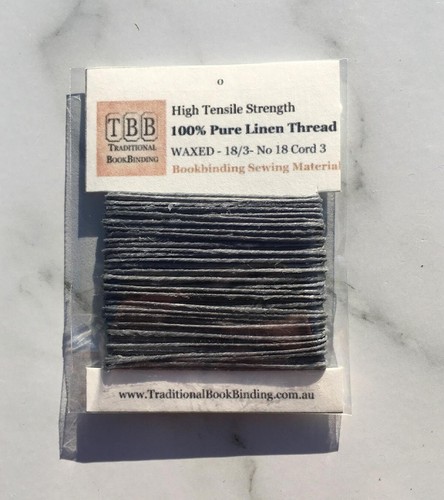 o
High Tensile Strength
TBB
100% Pure Linen Thread
TRADITIONAL
BOOKBINDING
WAXED - 18/3- No 18 Cord 3
Bookbinding Sewing Material
www.TraditionalBookBinding.com.au